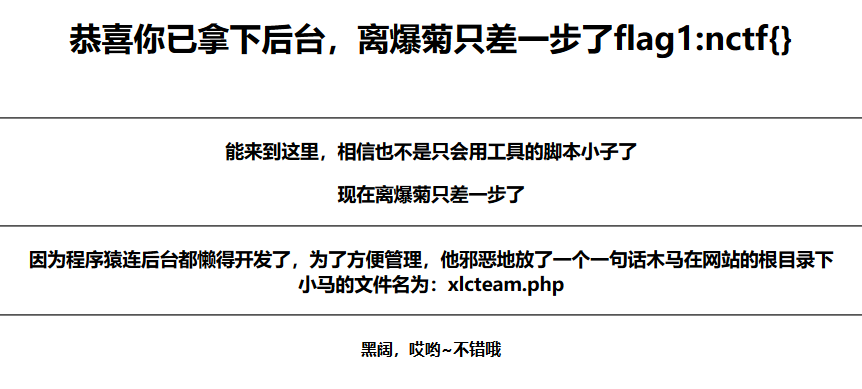 恭喜你已拿下后台，离爆菊只差一步了flag1:nctf{}
能来到这里，相信也不是只会用工具的脚本小子了
现在离爆菊只差一步了
因为程序猿连后台都懒得开发了，为了方便管理，他邪恶地放了一个一句话木马在网站的根目录下
小马的文件名为：xlcteam.php
黑阔，哎哟~不错哦